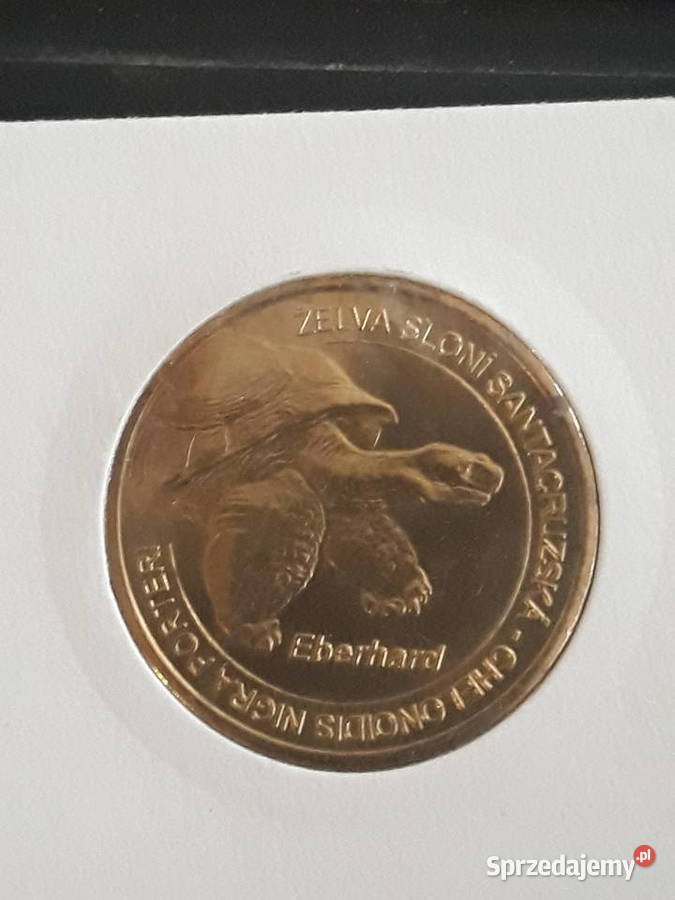 ŽELVA SLONÍ SANTACRUZSKÁ - CHELONOIDIS NIGRA PORTERI
Eberhard
Sprzedajemy.pl